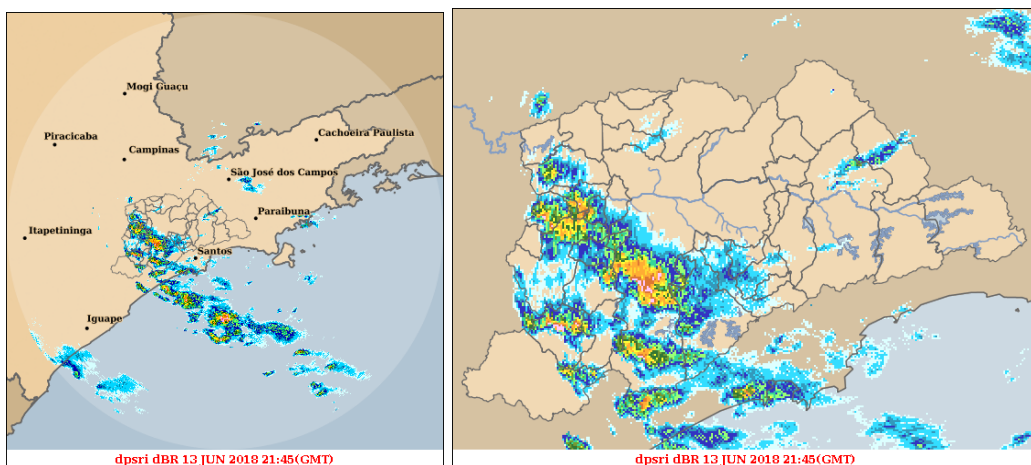 Mogi Guaçu
Piracicaba
Cachoeira Paulista
Campinas
São José dos Campos
Paraibuna
Itapetininga
Santos
Iguape
dpsri dBR 13 JUN 2018 21:45(GMT)
dpsri dBR 13 JUN 2018 21:45(GMT)